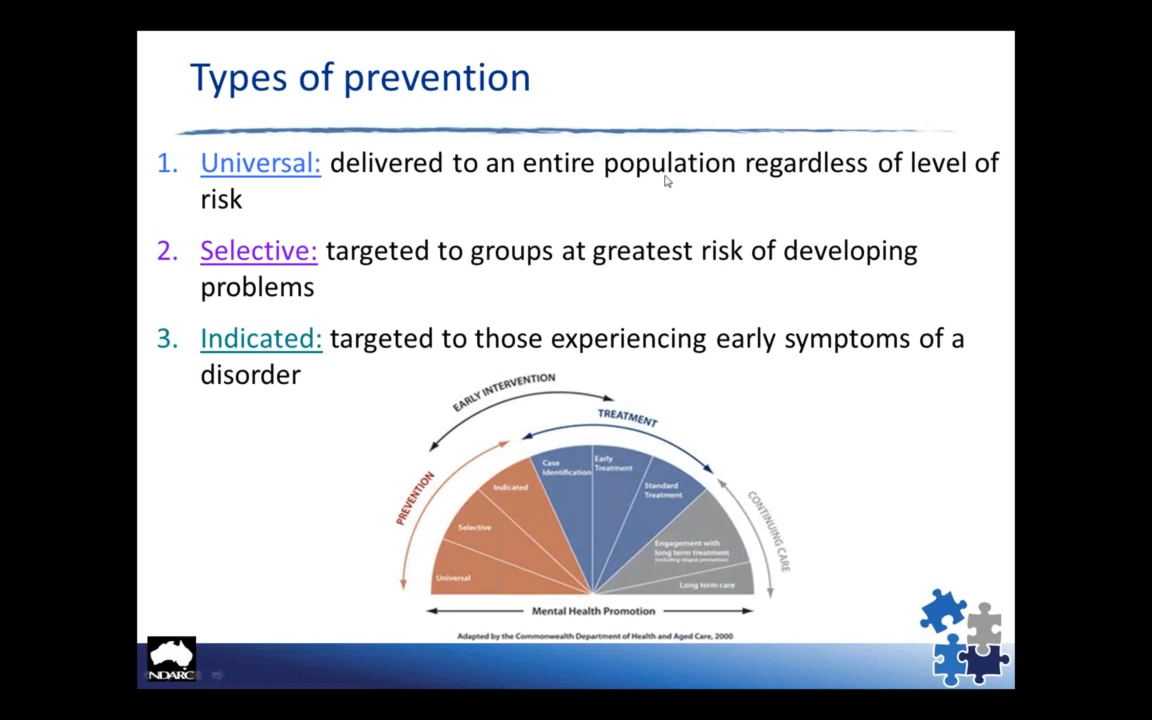 Types of prevention
1. Universal: delivered to an entire population regardless of level of
risk
2. Selective: targeted to groups at greatest risk of developing
problems
3. Indicated: targeted to those experiencing early symptoms of a
disorder
EARLY INTERVENTION
TREATMENT
PREVENTION
CONTINUING CARE
Case
Identification
Early
Treatment
Indicated
Standard
Treatment
Selective
Engagement with
long term treatment
(including relapse prevention)
Universal
Long term care
Mental Health Promotion
Adapted by the Commonwealth Department of Health and Aged Care, 2000
NDARC